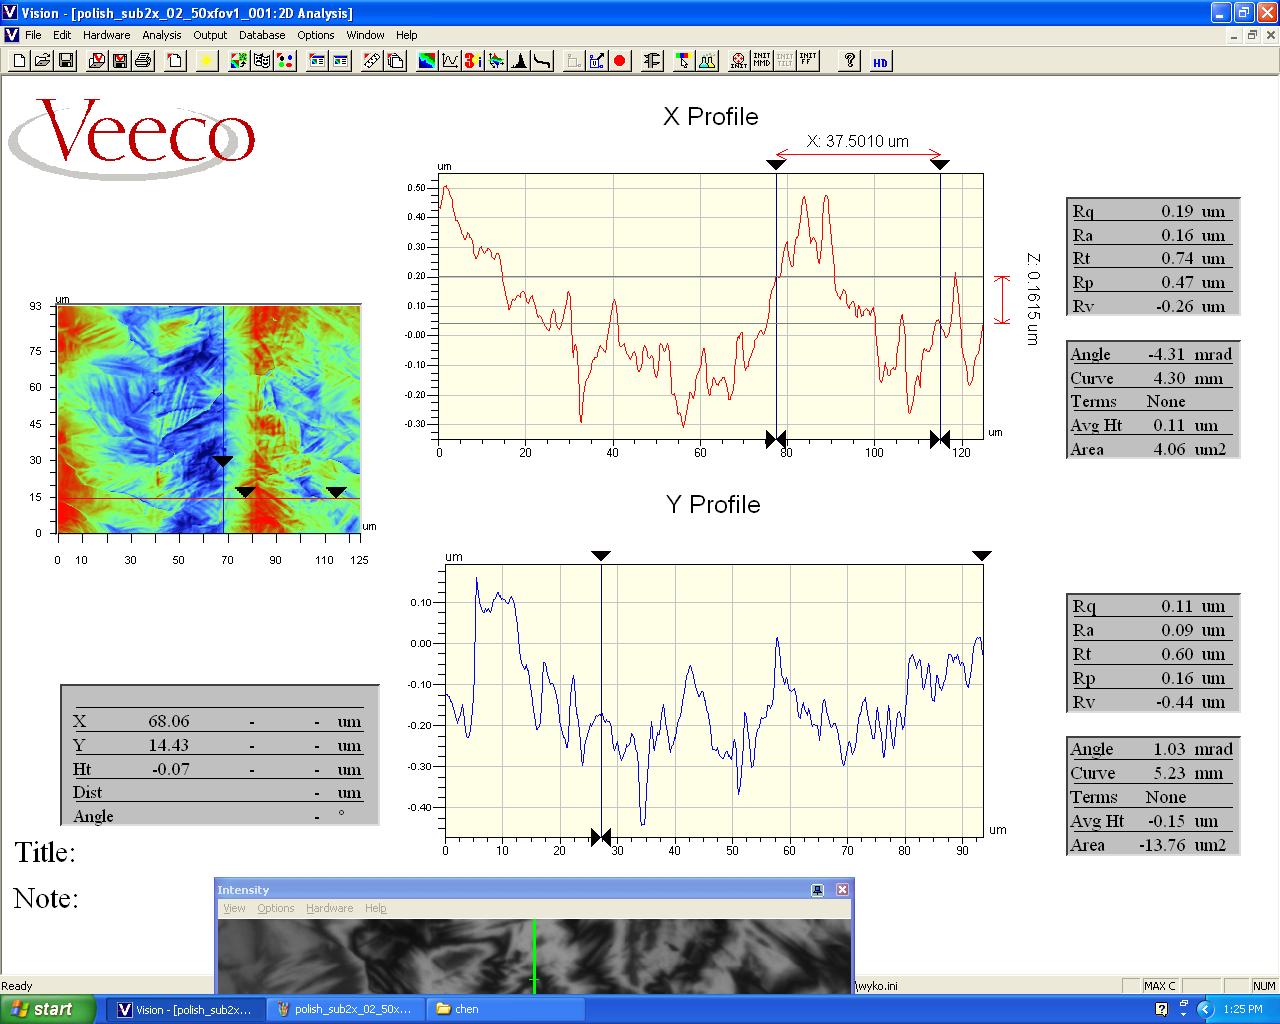 Vision - [polish_sub2x_02_50xfov1_001:2D Analysis]
File Edit Hardware Analysis Output Database Options Window Help
INIT INIT MMD INIT TILT INIT FF ? HD
Veeco
X Profile
X: 37.5010 um
um
0.50
0.40
0.30
0.20
0.10
-0.00
-0.10
-0.20
-0.30
0 20 40 60 80 100 120
um
Z: 0.1615 um
Rq 0.19 um
Ra 0.16 um
Rt 0.74 um
Rp 0.47 um
Rv -0.26 um
Angle -4.31 mrad
Curve 4.30 mm
Terms None
Avg Ht 0.11 um
Area 4.06 um2
um
93
75
60
45
30
15
0
um
0 10 30 50 70 90 110 125
Y Profile
um
0.10
0.00
-0.10
-0.20
-0.30
-0.40
0 10 20 30 40 50 60 70 80 90
um
Rq 0.11 um
Ra 0.09 um
Rt 0.60 um
Rp 0.16 um
Rv -0.44 um
Angle 1.03 mrad
Curve 5.23 mm
Terms None
Avg Ht -0.15 um
Area -13.76 um2
X 68.06 - - um
Y 14.43 - - um
Ht -0.07 - - um
Dist - um
Angle - °
Title:
Note:
Intensity
View Options Hardware Help
Ready
\wyko.ini
MAX C
NUM
start
Vision - [polish_sub2x...
polish_sub2x_02_50x...
chen
1:25 PM